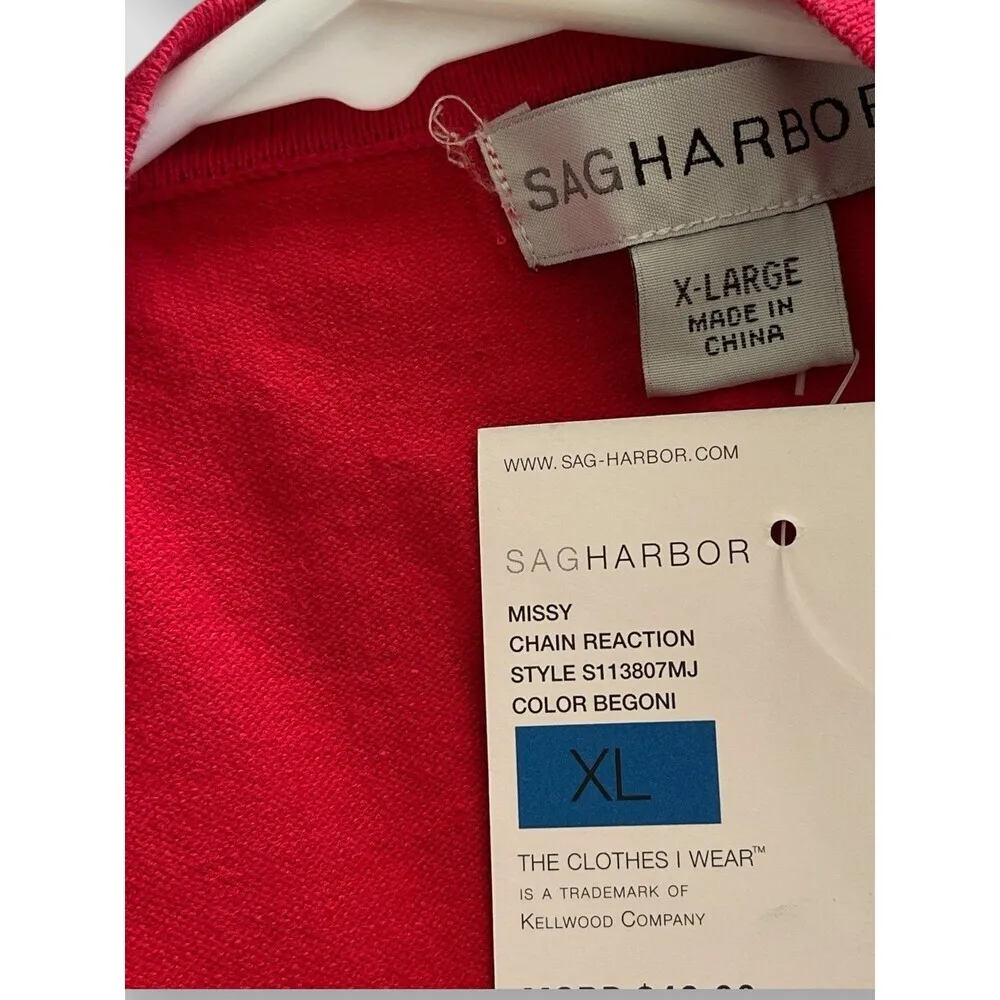 SAGHARBOR
X-LARGE
MADE IN
CHINA
WWW. SAG-HARBOR.COM
SAGHARBOR
MISSY
CHAIN REACTION
STYLE S113807MJ
COLOR BEGONI
XL
THE CLOTHES I WEAR™
IS A TRADEMARK OF
KELLWOOD COMPANY